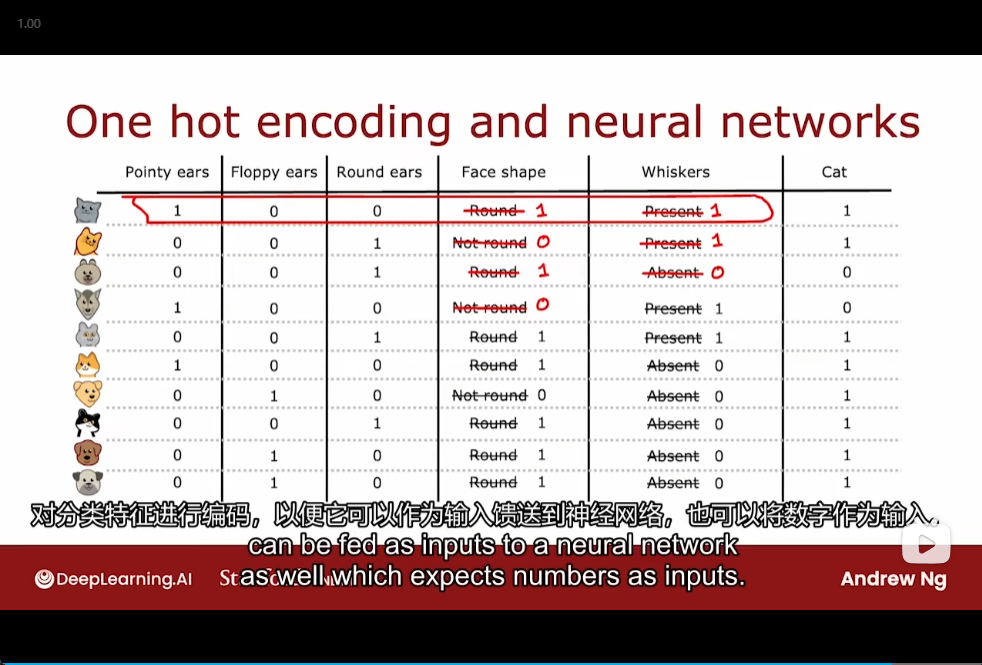 1.00
One hot encoding and neural networks
Pointy ears Floppy ears Round ears Face shape Whiskers Cat
1 0 0 Round 1 Present 1 1
0 0 1 Not round 0 Present 1 1
0 0 1 Round 1 Absent 0 0
1 0 0 Not round 0 Present 1 0
0 0 1 Round 1 Present 1 1
1 0 0 Round 1 Absent 0 1
0 1 0 Not round 0 Absent 0 1
0 0 1 Round 1 Absent 0 1
0 1 0 Round 1 Absent 0 1
0 1 0 Round 1 Absent 0 1
对分类特征进行编码，以便它可以作为输入馈送到神经网络，也可以将数字作为输入。
can be fed as inputs to a neural network
as well which expects numbers as inputs.
DeepLearning.AI
Andrew Ng